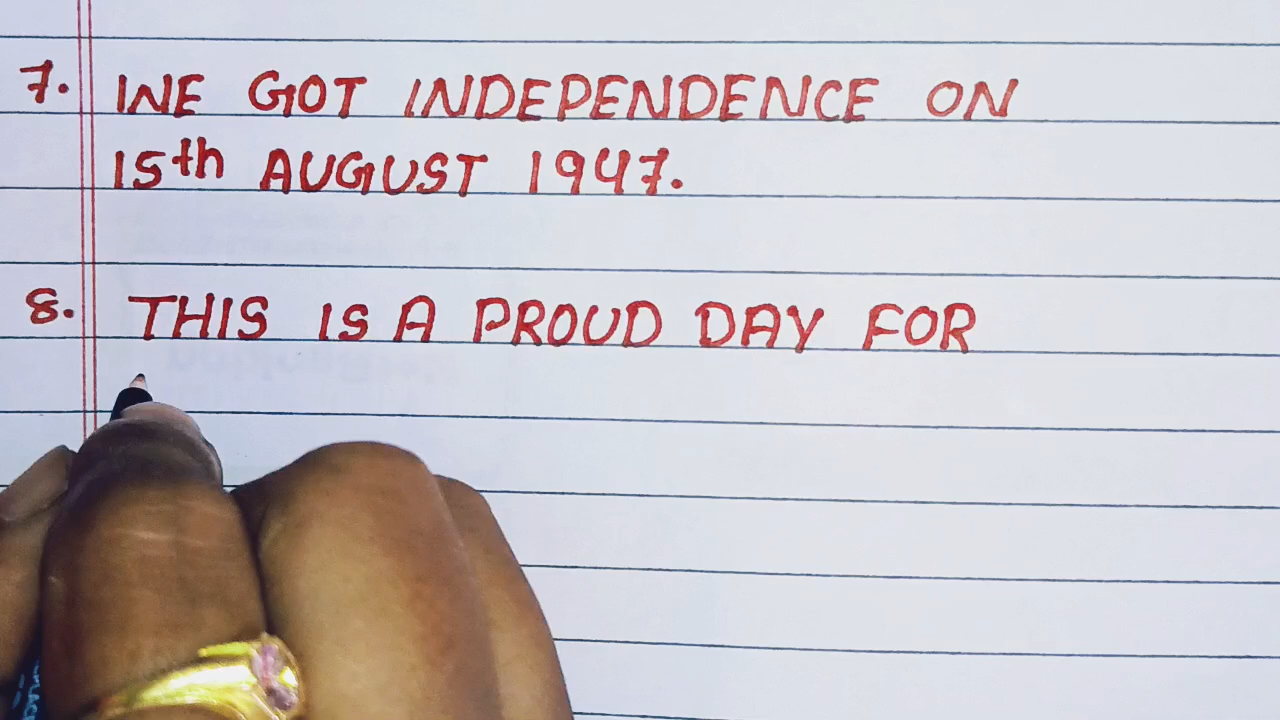 7. WE GOT INDEPENDENCE ON
15th AUGUST 1947.
8. THIS IS A PROUD DAY FOR